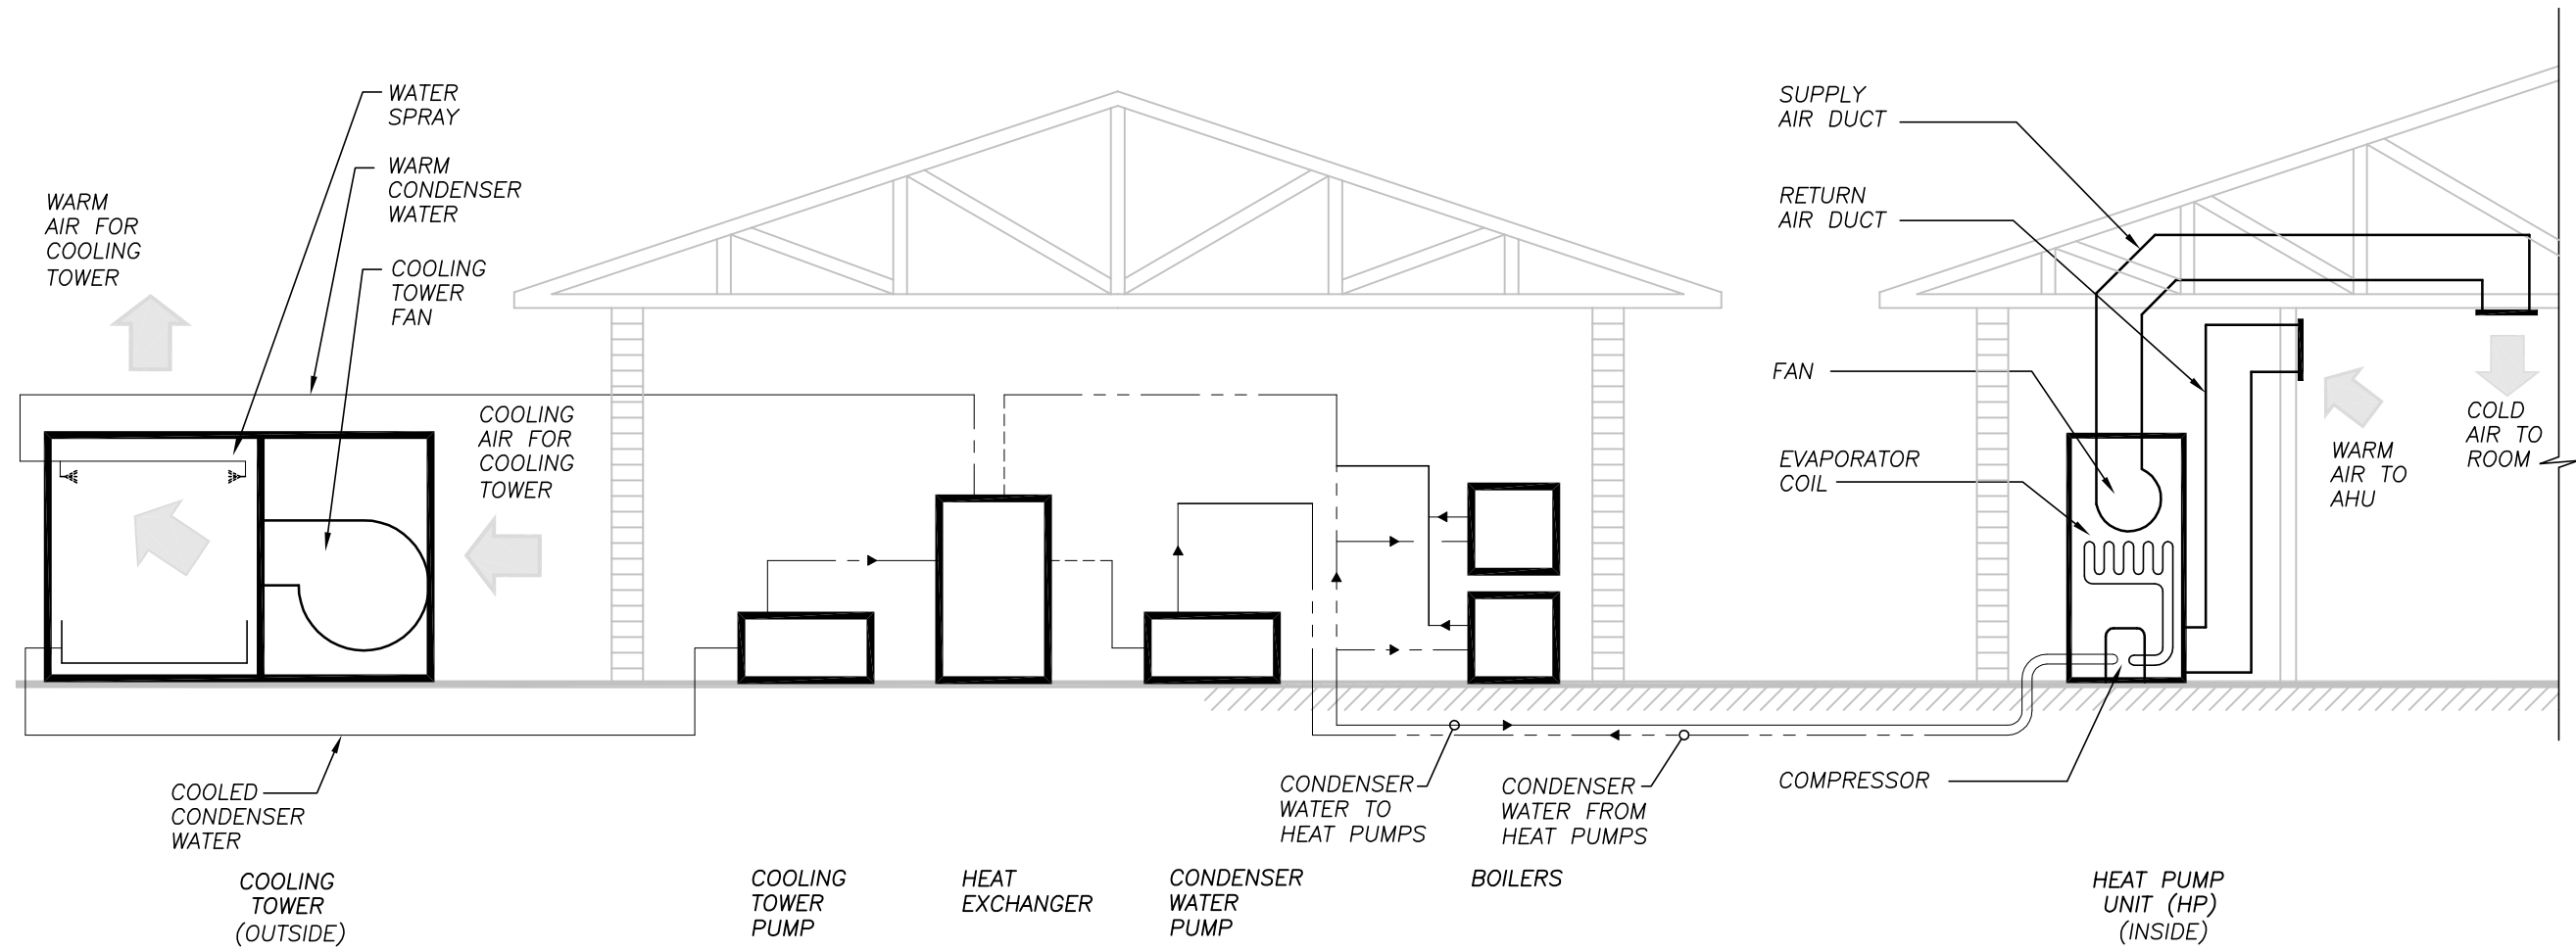 WATER
SPRAY
WARM
CONDENSER
WATER
WARM
AIR FOR
COOLING
TOWER
COOLING
TOWER
FAN
COOLING
AIR FOR
COOLING
TOWER
COOLED
CONDENSER
WATER
COOLING
TOWER
(OUTSIDE)
COOLING
TOWER
PUMP
HEAT
EXCHANGER
CONDENSER
WATER
PUMP
CONDENSER
WATER TO
HEAT PUMPS
CONDENSER
WATER FROM
HEAT PUMPS
BOILERS
SUPPLY
AIR DUCT
RETURN
AIR DUCT
FAN
EVAPORATOR
COIL
COMPRESSOR
WARM
AIR TO
AHU
COLD
AIR TO
ROOM
HEAT PUMP
UNIT (HP)
(INSIDE)